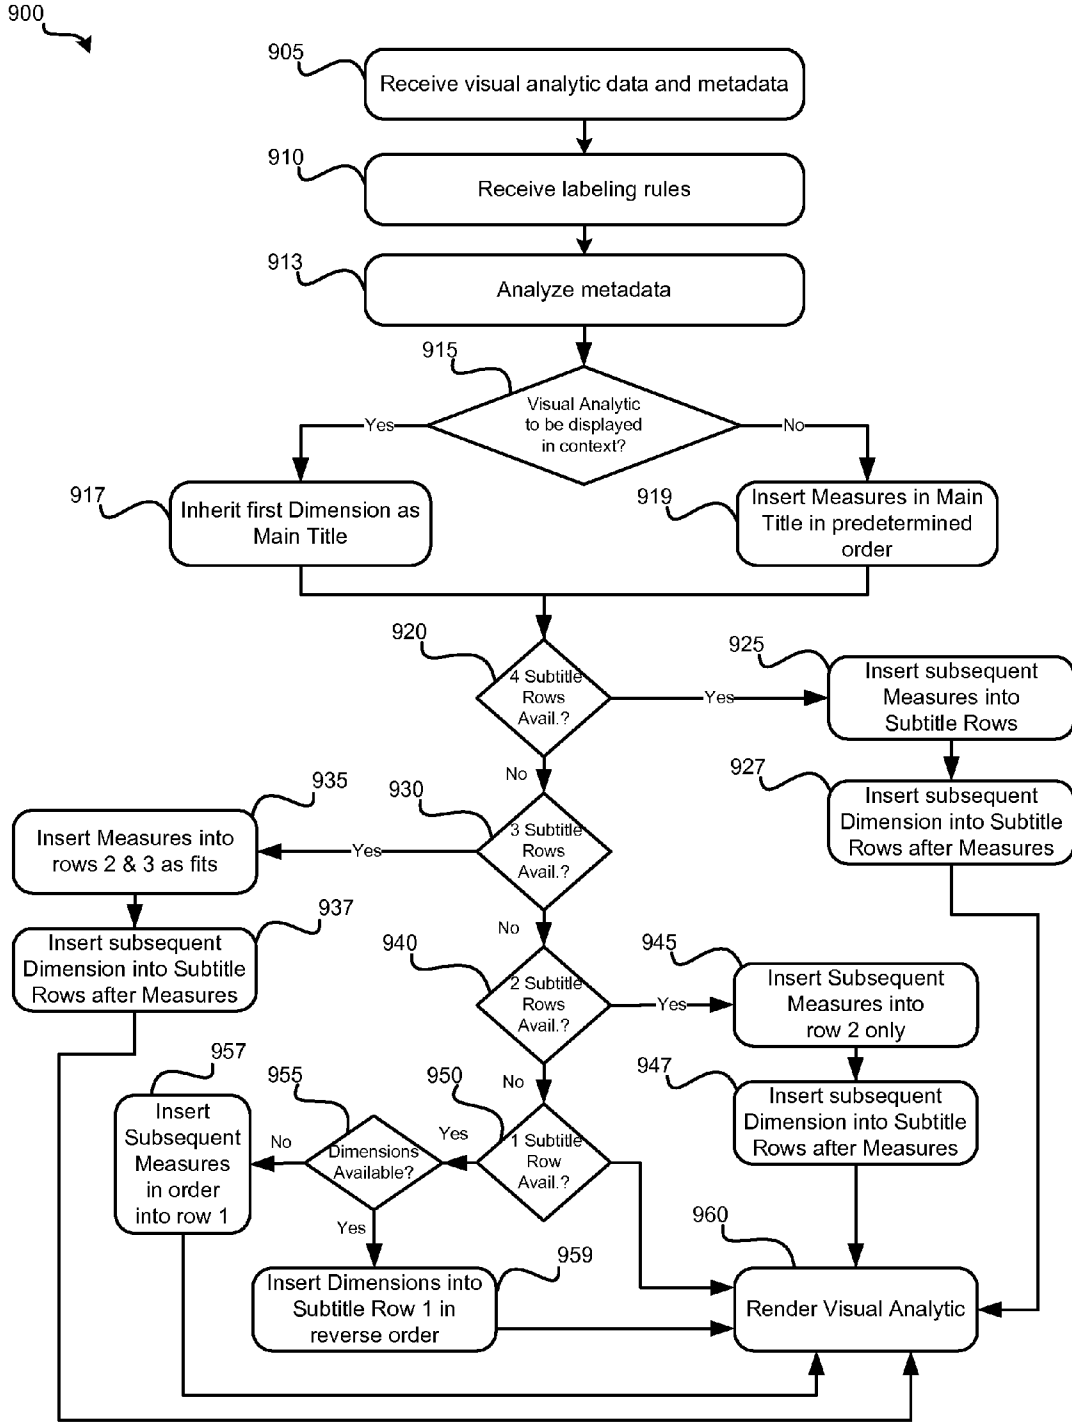 900
905
Receive visual analytic data and metadata
910
Receive labeling rules
913
Analyze metadata
915
Visual Analytic
to be displayed
in context?
Yes
No
917
Inherit first Dimension as
Main Title
919
Insert Measures in Main
Title in predetermined
order
920
4 Subtitle
Rows
Avail.?
Yes
925
Insert subsequent
Measures into
Subtitle Rows
No
927
Insert subsequent
Dimension into Subtitle
Rows after Measures
930
3 Subtitle
Rows
Avail.?
Yes
935
Insert Measures into
rows 2 & 3 as fits
937
Insert subsequent
Dimension into Subtitle
Rows after Measures
No
940
2 Subtitle
Rows
Avail.?
Yes
945
Insert Subsequent
Measures into
row 2 only
947
Insert subsequent
Dimension into Subtitle
Rows after Measures
No
950
1 Subtitle
Row
Avail.?
Yes
955
Dimensions
Available?
No
957
Insert
Subsequent
Measures
in order
into row 1
Yes
959
Insert Dimensions into
Subtitle Row 1 in
reverse order
960
Render Visual Analytic